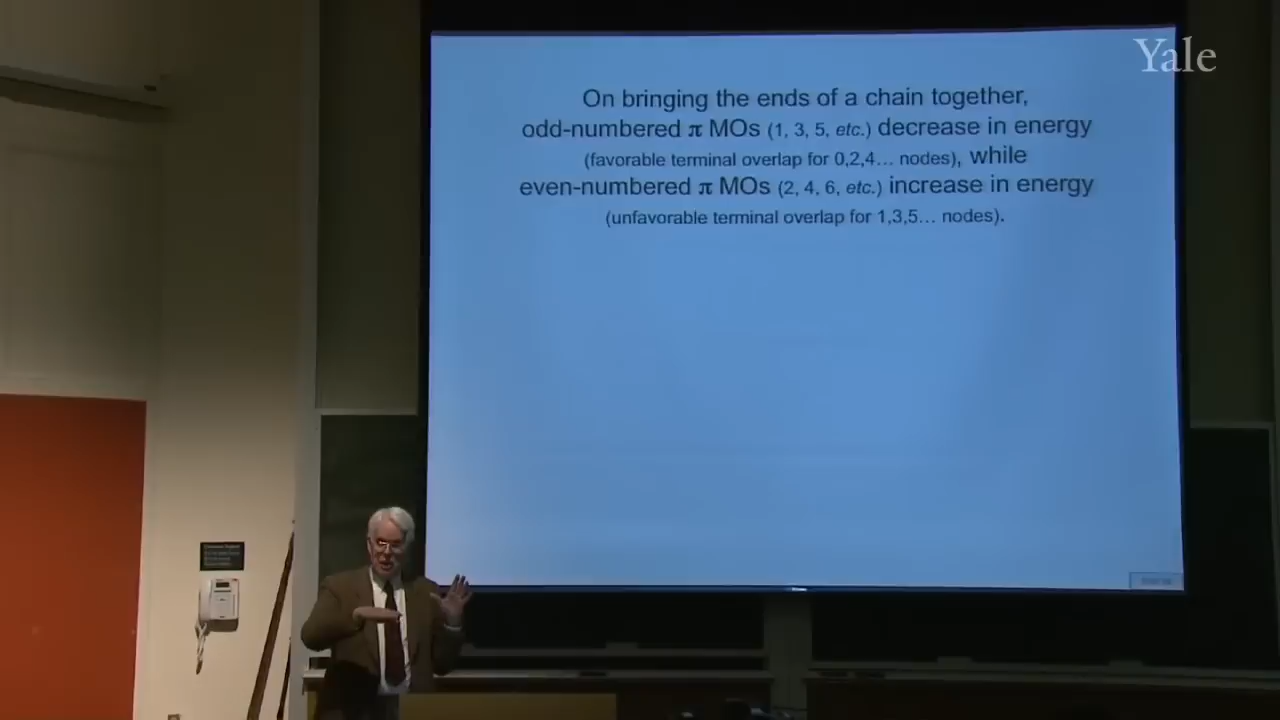 Yale
On bringing the ends of a chain together,
odd-numbered π MOs (1, 3, 5, etc.) decrease in energy
(favorable terminal overlap for 0,2,4… nodes), while
even-numbered π MOs (2, 4, 6, etc.) increase in energy
(unfavorable terminal overlap for 1,3,5… nodes).